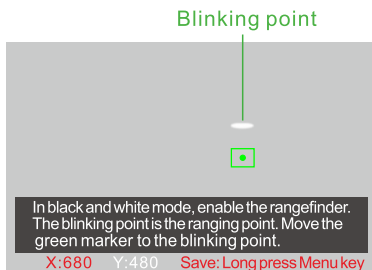 Blinking point
In black and white mode, enable the rangefinder.
The blinking point is the ranging point. Move the
green marker to the blinking point.
X:680 Y:480 Save: Long press Menu key